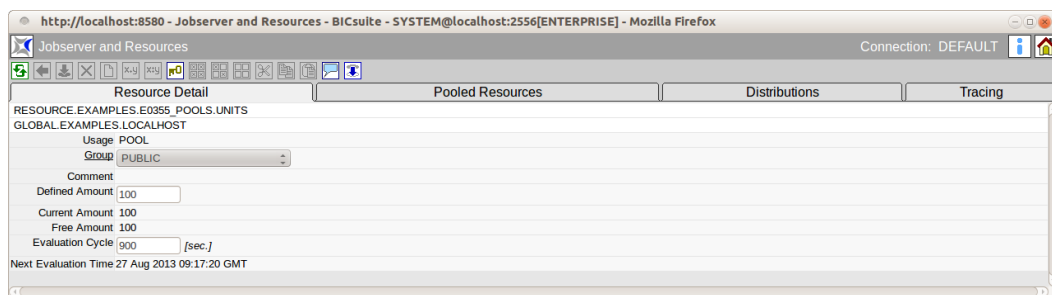 http://localhost:8580 - Jobserver and Resources - BICsuite - SYSTEM@localhost:2556[ENTERPRISE] - Mozilla Firefox
Jobserver and Resources Connection: DEFAULT
Resource Detail Pooled Resources Distributions Tracing
RESOURCE.EXAMPLES.E0355_POOLS.UNITS
GLOBAL.EXAMPLES.LOCALHOST
Usage POOL
Group PUBLIC
Comment
Defined Amount 100
Current Amount 100
Free Amount 100
Evaluation Cycle 900 [sec.]
Next Evaluation Time 27 Aug 2013 09:17:20 GMT